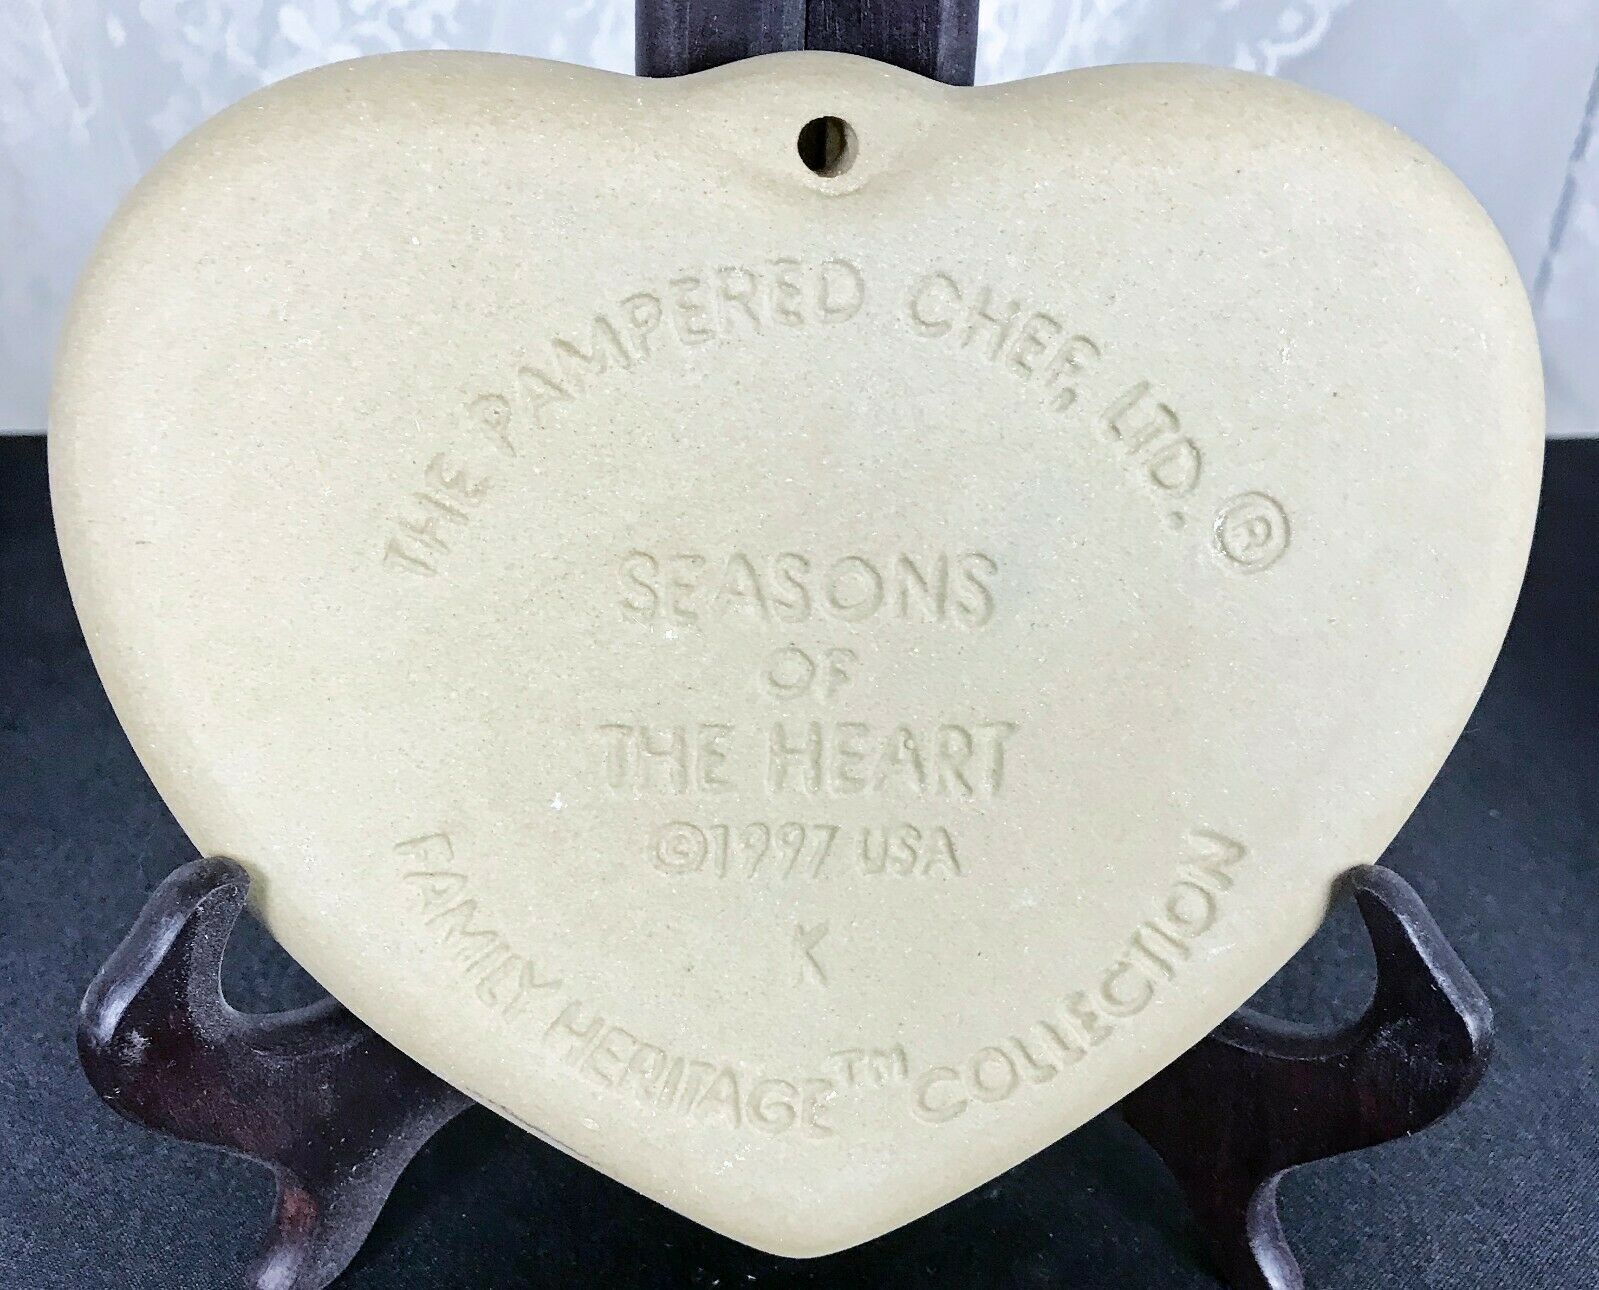 THE PAMPERED CHEF, LTD. ®
SEASONS
OF
THE HEART
©1997 USA
K
FAMILY HERITAGE™ COLLECTION